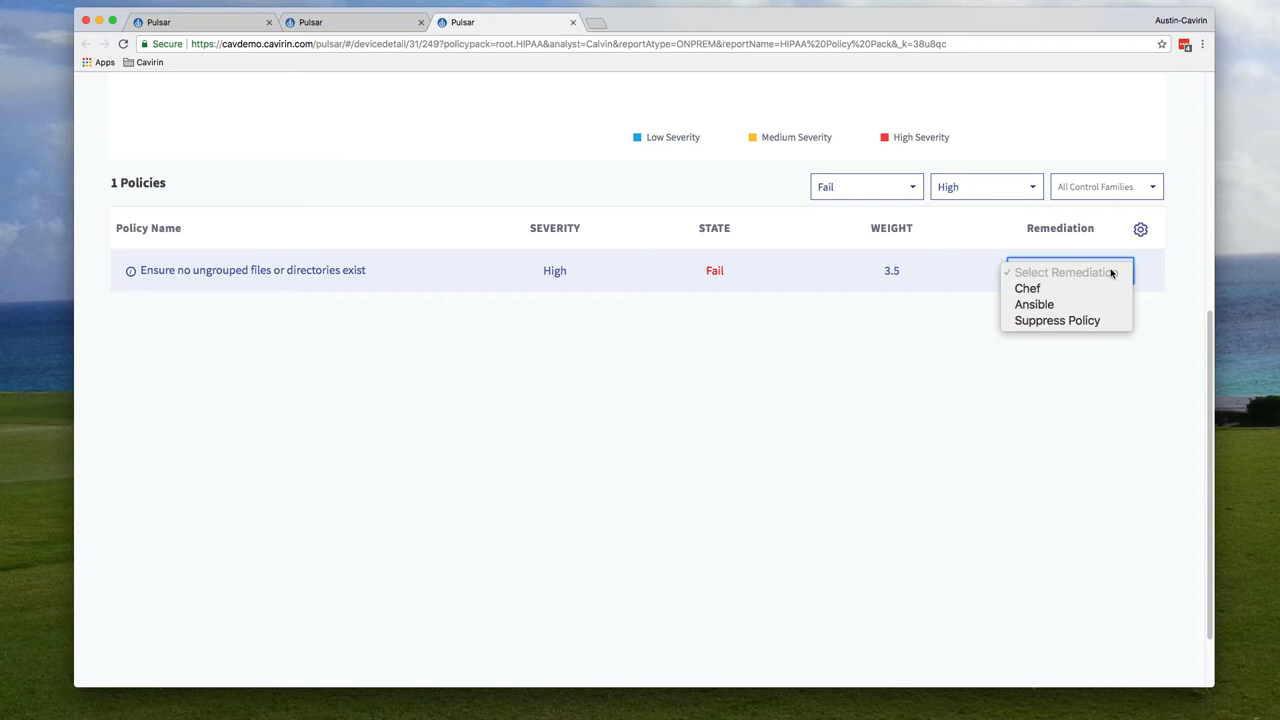 Pulsar
Pulsar
Pulsar
Austin-Cavirin
Secure
https://cavdemo.cavirin.com/pulsar/#/devicedetail/31/249?policypack=root.HIPAA&analyst=Calvin&reportAtype=ONPREM&reportName=HIPAA%20Policy%20Pack&_k=38u8qc
Apps
Cavirin
Low Severity
Medium Severity
High Severity
1 Policies
Fail
High
All Control Families
Policy Name
SEVERITY
STATE
WEIGHT
Remediation
Ensure no ungrouped files or directories exist
High
Fail
3.5
✓ Select Remediation
Chef
Ansible
Suppress Policy